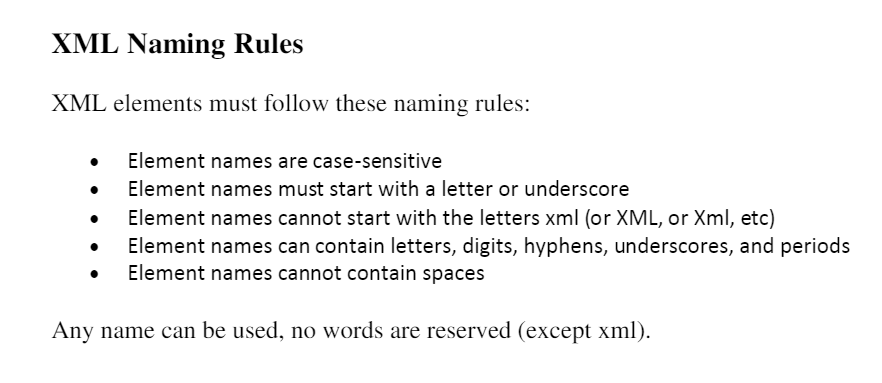 XML Naming Rules
XML elements must follow these naming rules:
• Element names are case-sensitive
• Element names must start with a letter or underscore
• Element names cannot start with the letters xml (or XML, or Xml, etc)
• Element names can contain letters, digits, hyphens, underscores, and periods
• Element names cannot contain spaces
Any name can be used, no words are reserved (except xml).